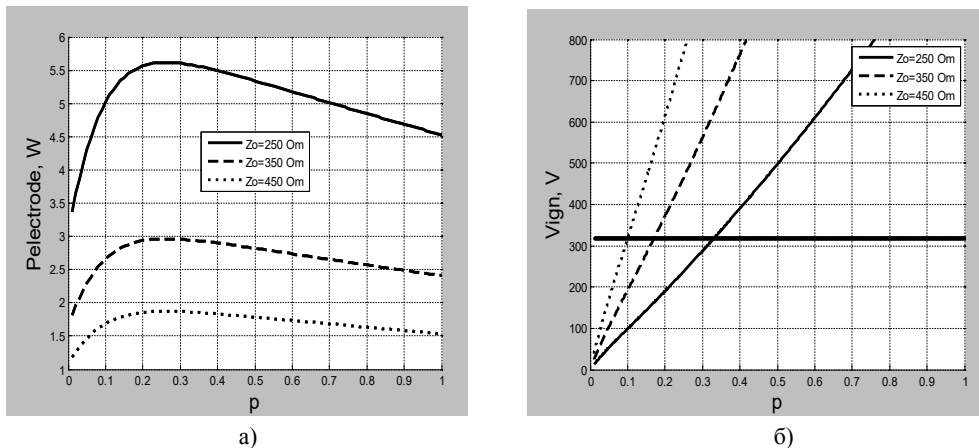 6
5.5
5
4.5
4
3.5
3
2.5
2
1.5
1
Pelectrode, W
Zo=250 Om
Zo=350 Om
Zo=450 Om
0 0.1 0.2 0.3 0.4 0.5 0.6 0.7 0.8 0.9 1
p
а)
800
700
600
500
400
300
200
100
0
Vign, V
Zo=250 Om
Zo=350 Om
Zo=450 Om
0 0.1 0.2 0.3 0.4 0.5 0.6 0.7 0.8 0.9 1
p
б)